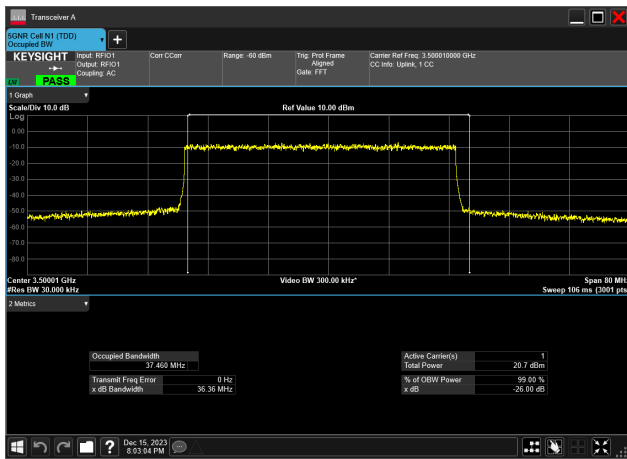 Transceiver A
5GNR Cell N1 (TDD)
Occupied BW
KEYSIGHT
Input: RFIO1
Output: RFIO1
Coupling: AC
Corr CCorr
Range: -60 dBm
Trig: Prot Frame
Aligned
Gate: FFT
Carrier Ref Freq: 3.500010000 GHz
CC Info: Uplink, 1 CC
PASS
1 Graph
Scale/Div 10.0 dB
Ref Value 10.00 dBm
Log
0.00
-10.0
-20.0
-30.0
-40.0
-50.0
-60.0
-70.0
-80.0
Center 3.50001 GHz
Video BW 300.00 kHz*
Span 80 MHz
#Res BW 30.000 kHz
Sweep 106 ms (3001 pts
2 Metrics
Occupied Bandwidth
37.460 MHz
Transmit Freq Error 0 Hz
x dB Bandwidth 36.36 MHz
Active Carrier(s) 1
Total Power 20.7 dBm
% of OBW Power 99.00 %
x dB -26.00 dB
?
Dec 15, 2023
8:03:04 PM